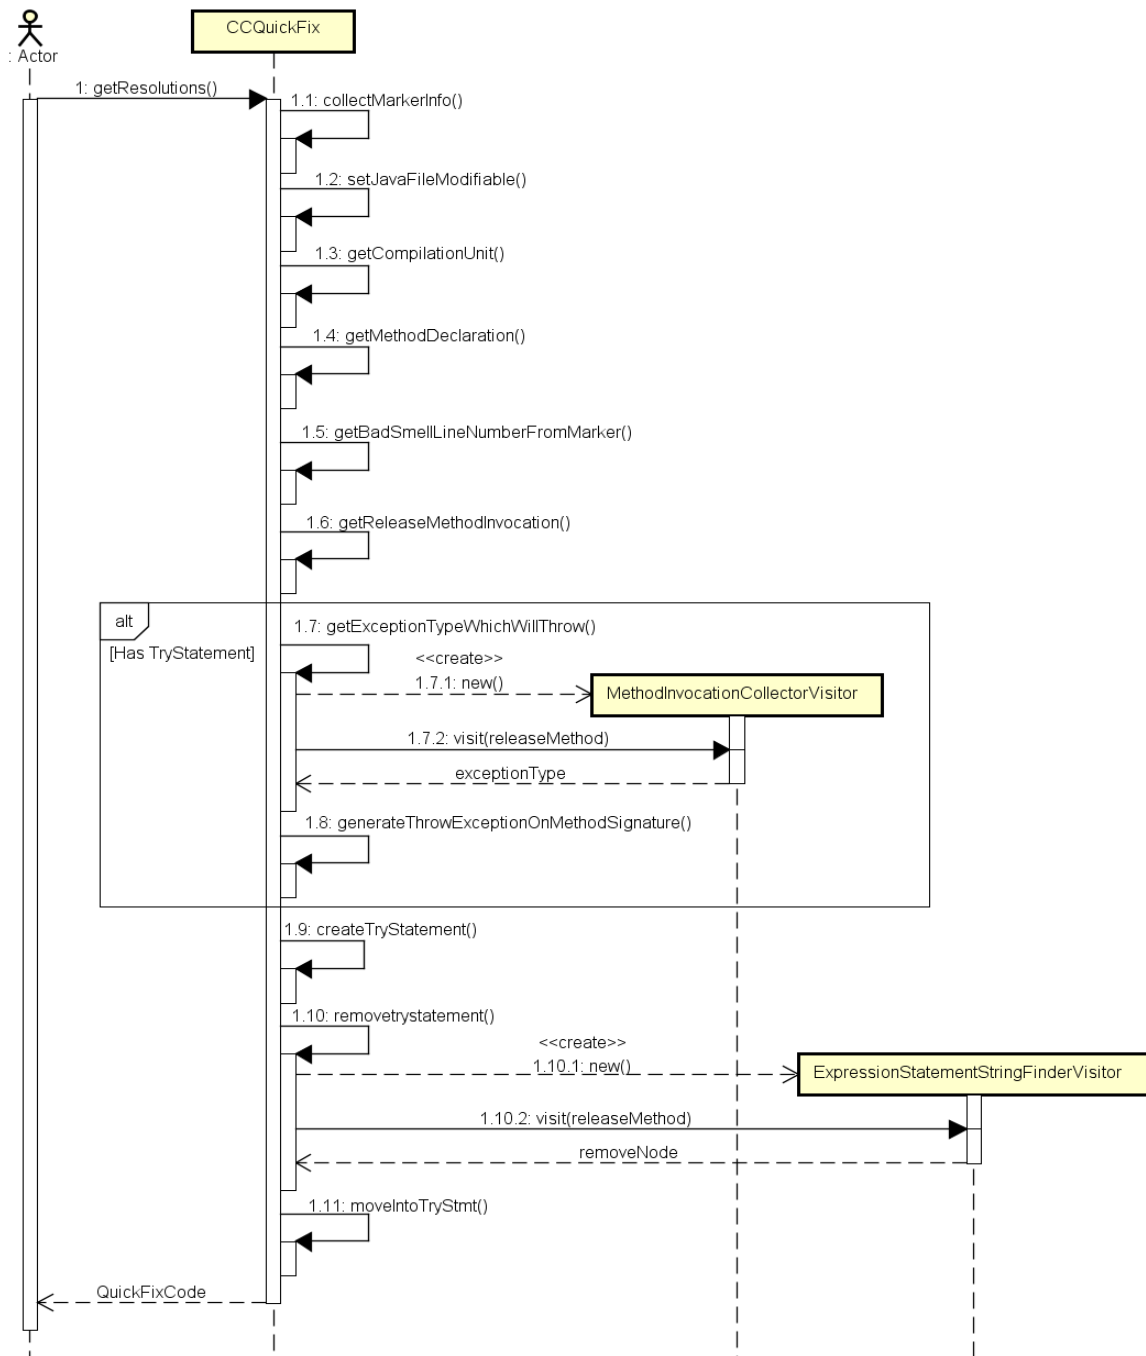 CCQuickFix
: Actor
1: getResolutions()
1.1: collectMarkerInfo()
1.2: setJavaFileModifiable()
1.3: getCompilationUnit()
1.4: getMethodDeclaration()
1.5: getBadSmellLineNumberFromMarker()
1.6: getReleaseMethodInvocation()
alt
1.7: getExceptionTypeWhichWillThrow()
[Has TryStatement]
<<create>>
1.7.1: new()
MethodInvocationCollectorVisitor
1.7.2: visit(releaseMethod)
exceptionType
1.8: generateThrowExceptionOnMethodSignature()
1.9: createTryStatement()
1.10: removetrystatement()
<<create>>
1.10.1: new()
ExpressionStatementStringFinderVisitor
1.10.2: visit(releaseMethod)
removeNode
1.11: moveIntoTryStmt()
QuickFixCode